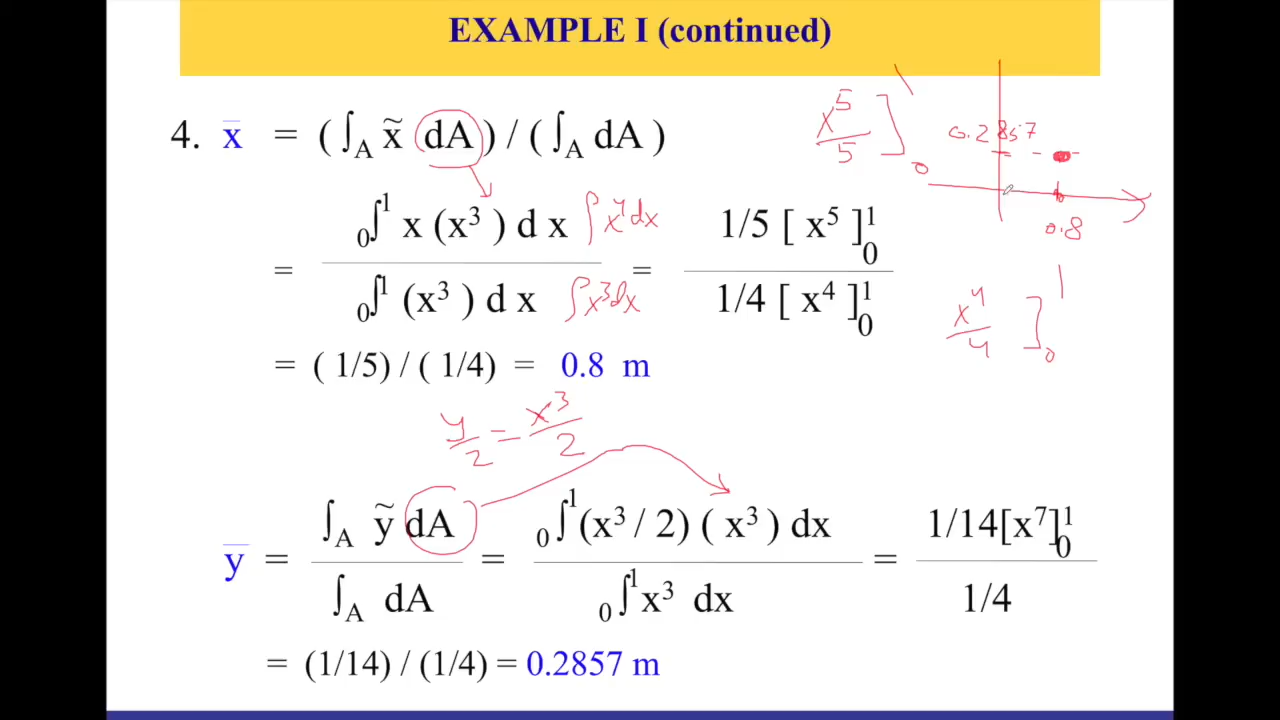 EXAMPLE I (continued)
4. x̄ = ( ∫A x̃ dA ) / ( ∫A dA )
x^5/5 ]0^1
0.2857
0.8
= 0∫1 x (x³ ) d x / 0∫1 (x³ ) d x = 1/5 [ x⁵ ]0^1 / 1/4 [ x⁴ ]0^1
∫x⁴dx
∫x³dx
x⁴/4 ]0^1
= ( 1/5) / ( 1/4) = 0.8 m
y/2 = x³/2
ȳ = ∫A ỹ dA / ∫A dA = 0∫1 (x³ / 2) ( x³ ) dx / 0∫1 x³ dx = 1/14[x⁷]0^1 / 1/4
= (1/14) / (1/4) = 0.2857 m